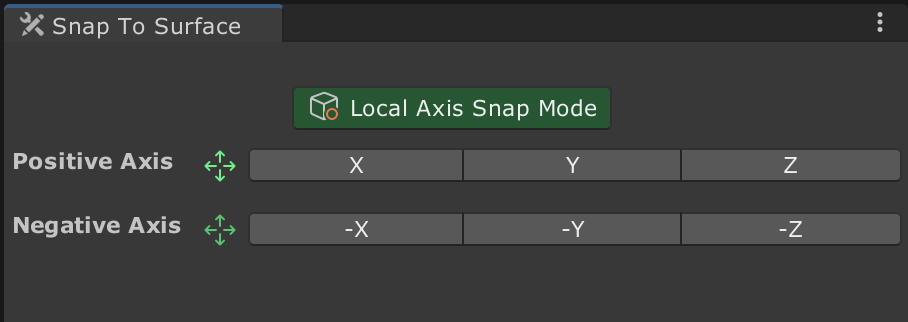 Snap To Surface
Local Axis Snap Mode
Positive Axis X Y Z
Negative Axis -X -Y -Z